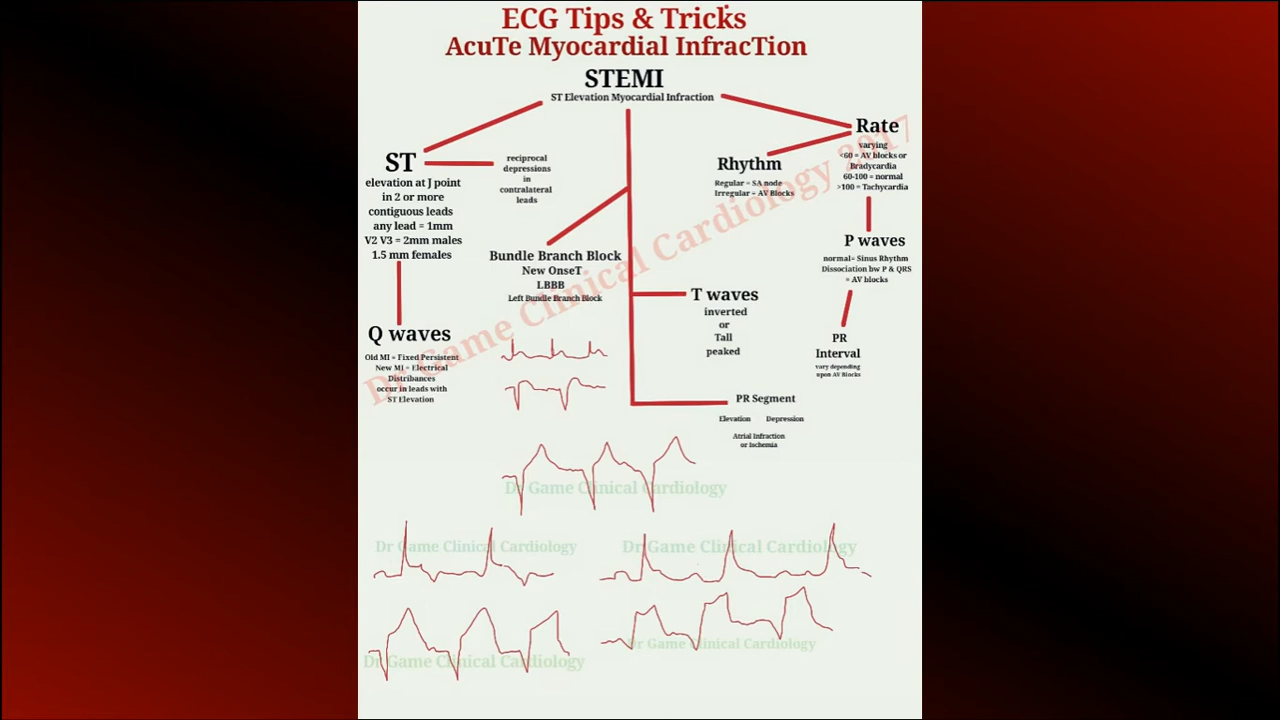 ECG Tips & Tricks
AcuTe Myocardial InfracTion
STEMI
ST Elevation Myocardial Infraction
ST
elevation at J point
in 2 or more
contiguous leads
any lead = 1mm
V2 V3 = 2mm males
1.5 mm females
reciprocal
depressions
in
contralateral
leads
Q waves
Old MI = Fixed Persistent
New MI = Electrical
Distribances
occur in leads with
ST Elevation
Bundle Branch Block
New OnseT
LBBB
Left Bundle Branch Block
T waves
inverted
or
Tall
peaked
PR Segment
Elevation Depression
Atrial Infraction
or Ischemia
Rhythm
Regular = SA node
Irregular = AV Blocks
Rate
varying
<60 = AV blocks or
Bradycardia
60-100 = normal
>100 = Tachycardia
P waves
normal= Sinus Rhythm
Dissociation bw P & QRS
= AV blocks
PR
Interval
vary depending
upon AV Blocks
Dr Game Clinical Cardiology 2017
Dr Game Clinical Cardiology
Dr Game Clinical Cardiology
Dr Game Clinical Cardiology
Dr Game Clinical Cardiology
Dr Game Clinical Cardiology